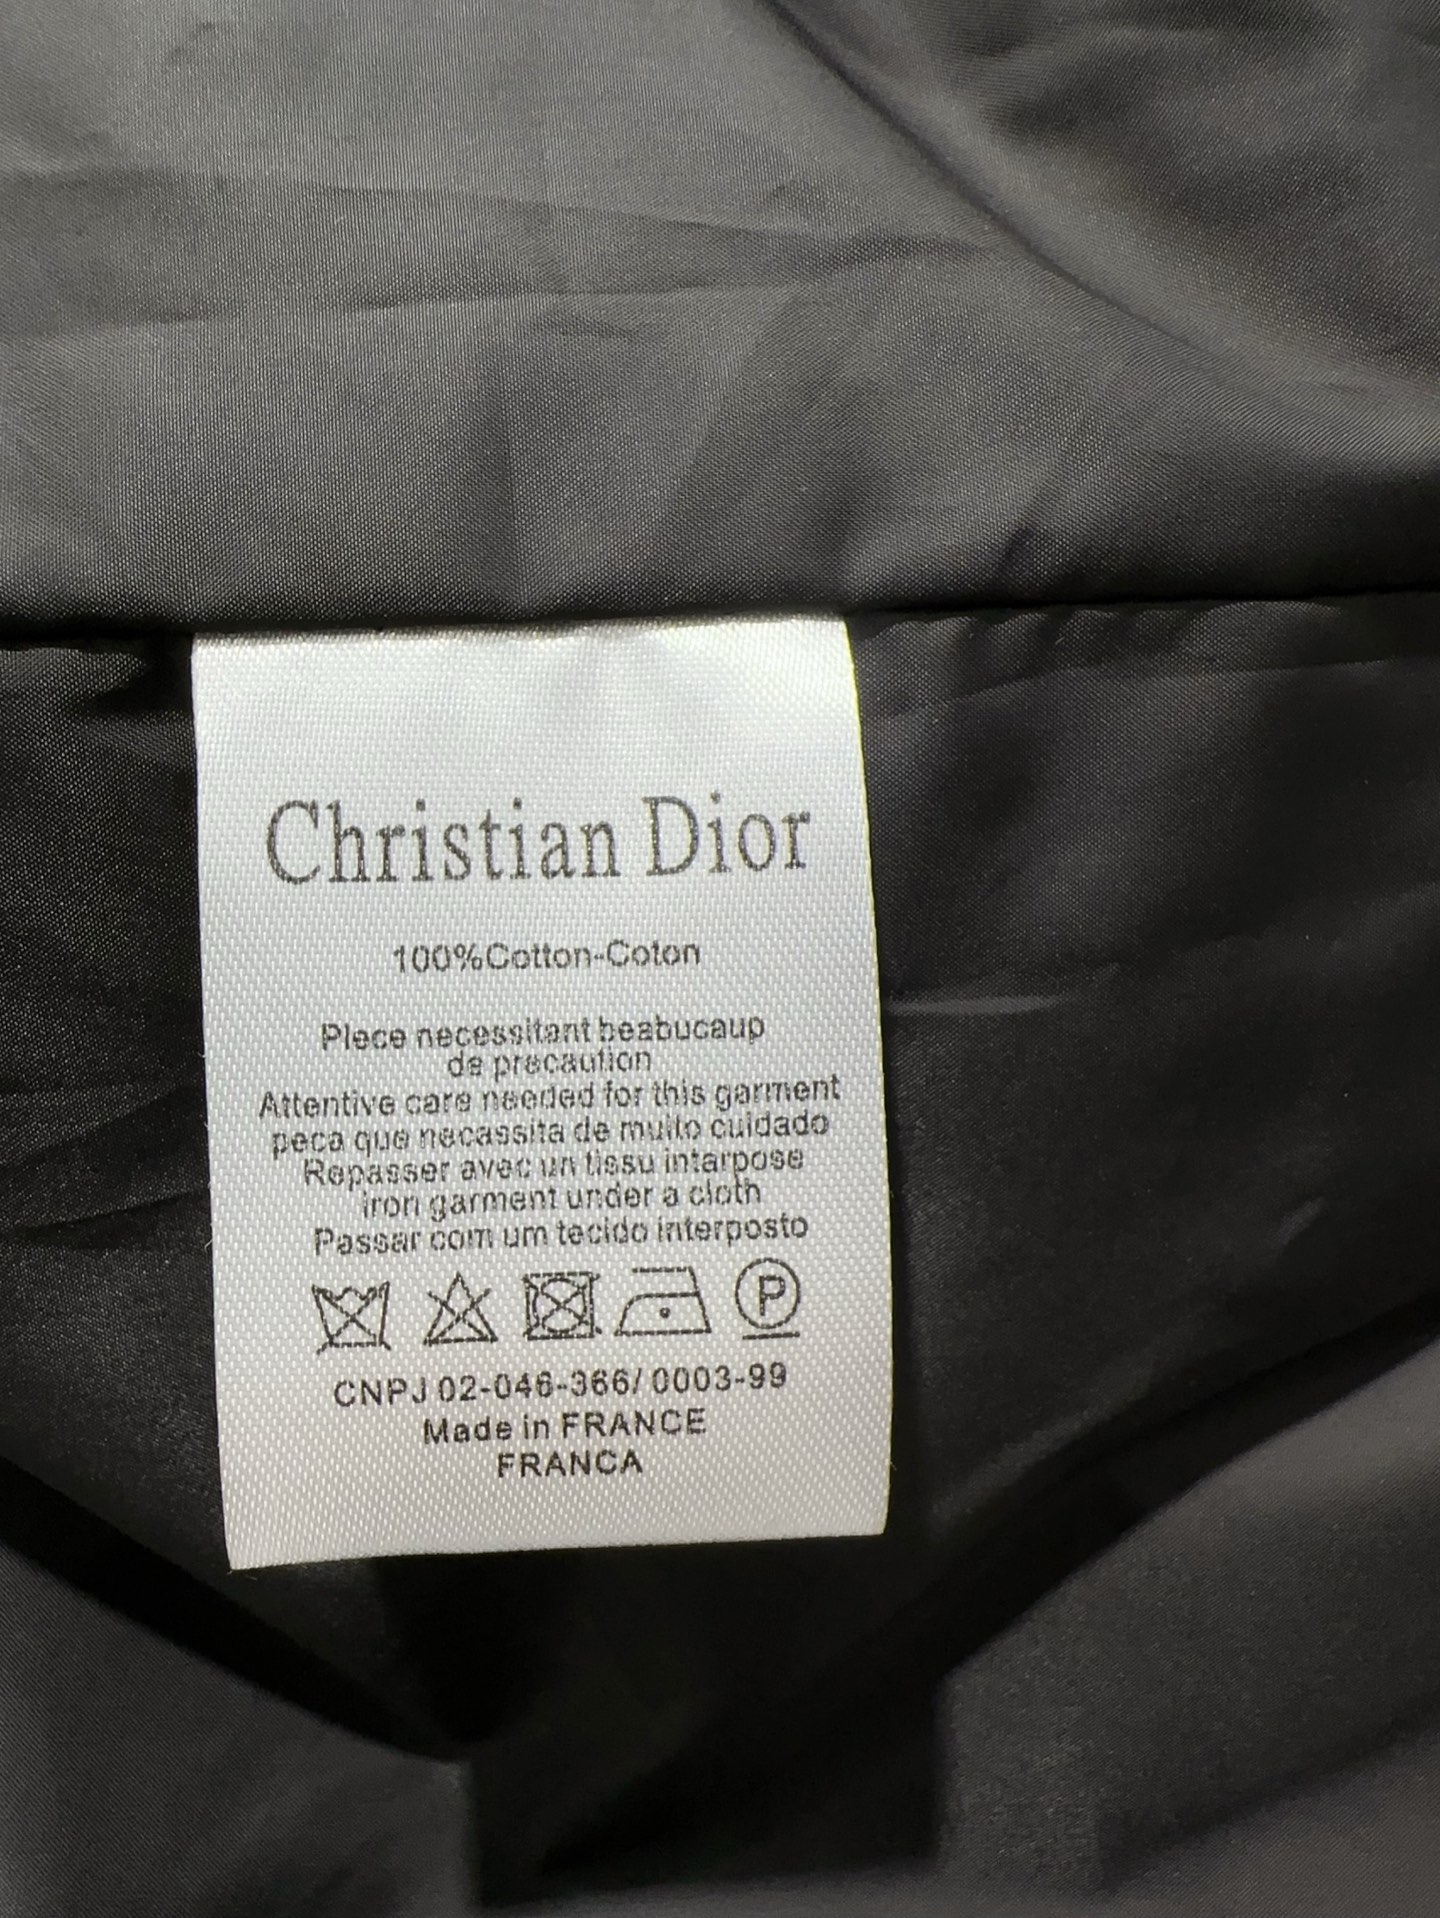 Christian Dior
100%Cotton-Coton
Plece necessitant beabucaup
de precaution
Attentive care needed for this garment
peca que necassita de muito cuidado
Repasser avec un tissu intarpose
iron garment under a cloth
Passar com um tecido interposto
P
CNPJ 02-046-366/ 0003-99
Made in FRANCE
FRANCA